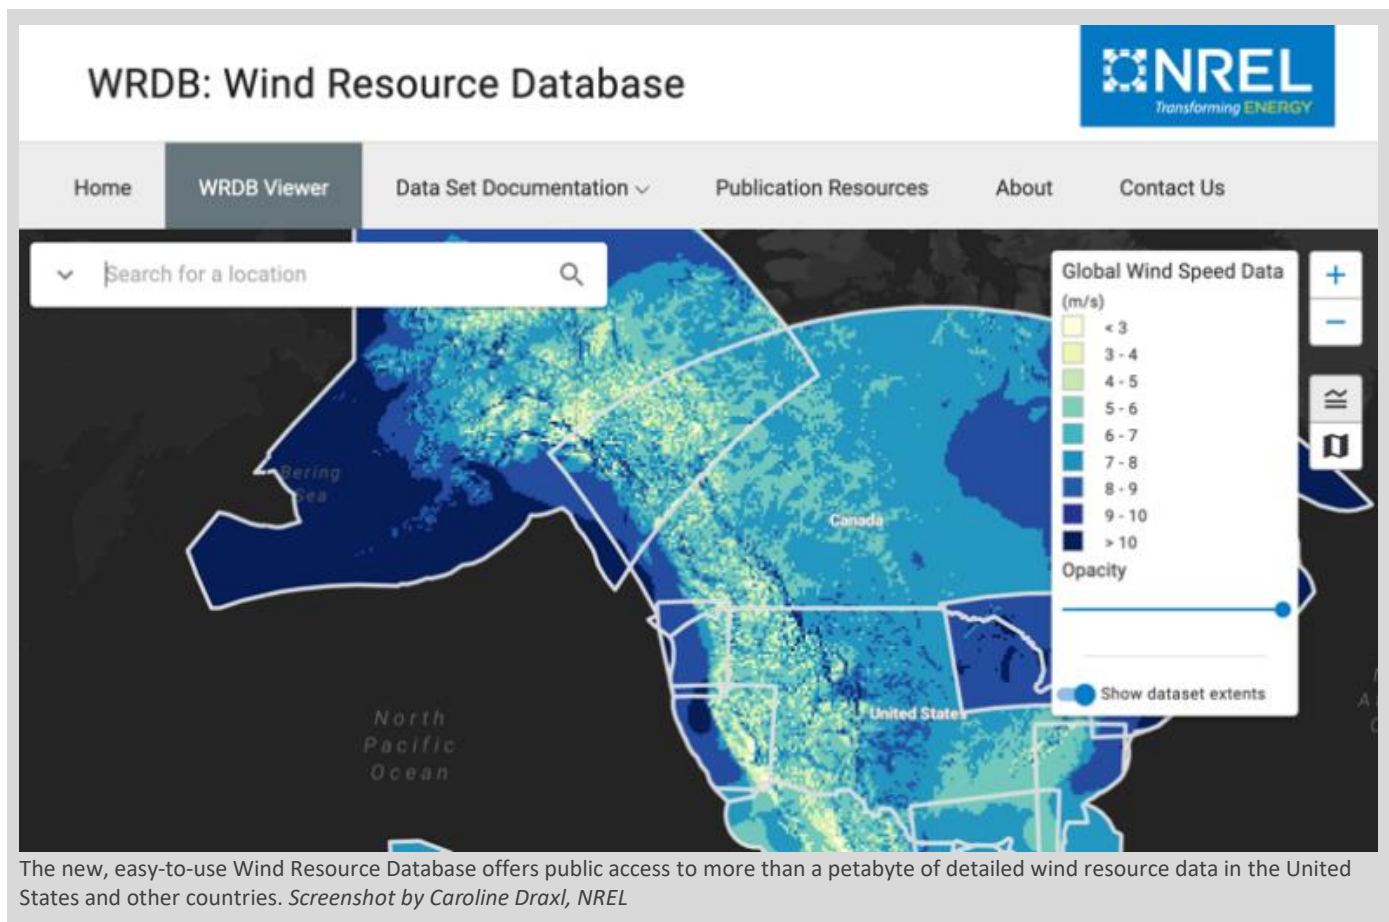 WRDB: Wind Resource Database
NREL
Transforming ENERGY
Home
WRDB Viewer
Data Set Documentation
Publication Resources
About
Contact Us
Search for a location
Global Wind Speed Data
(m/s)
< 3
3 - 4
4 - 5
5 - 6
6 - 7
7 - 8
8 - 9
9 - 10
> 10
Opacity
Show dataset extents
Bering
Sea
Canada
United States
North
Pacific
Ocean
The new, easy-to-use Wind Resource Database offers public access to more than a petabyte of detailed wind resource data in the United
States and other countries. Screenshot by Caroline Draxl, NREL